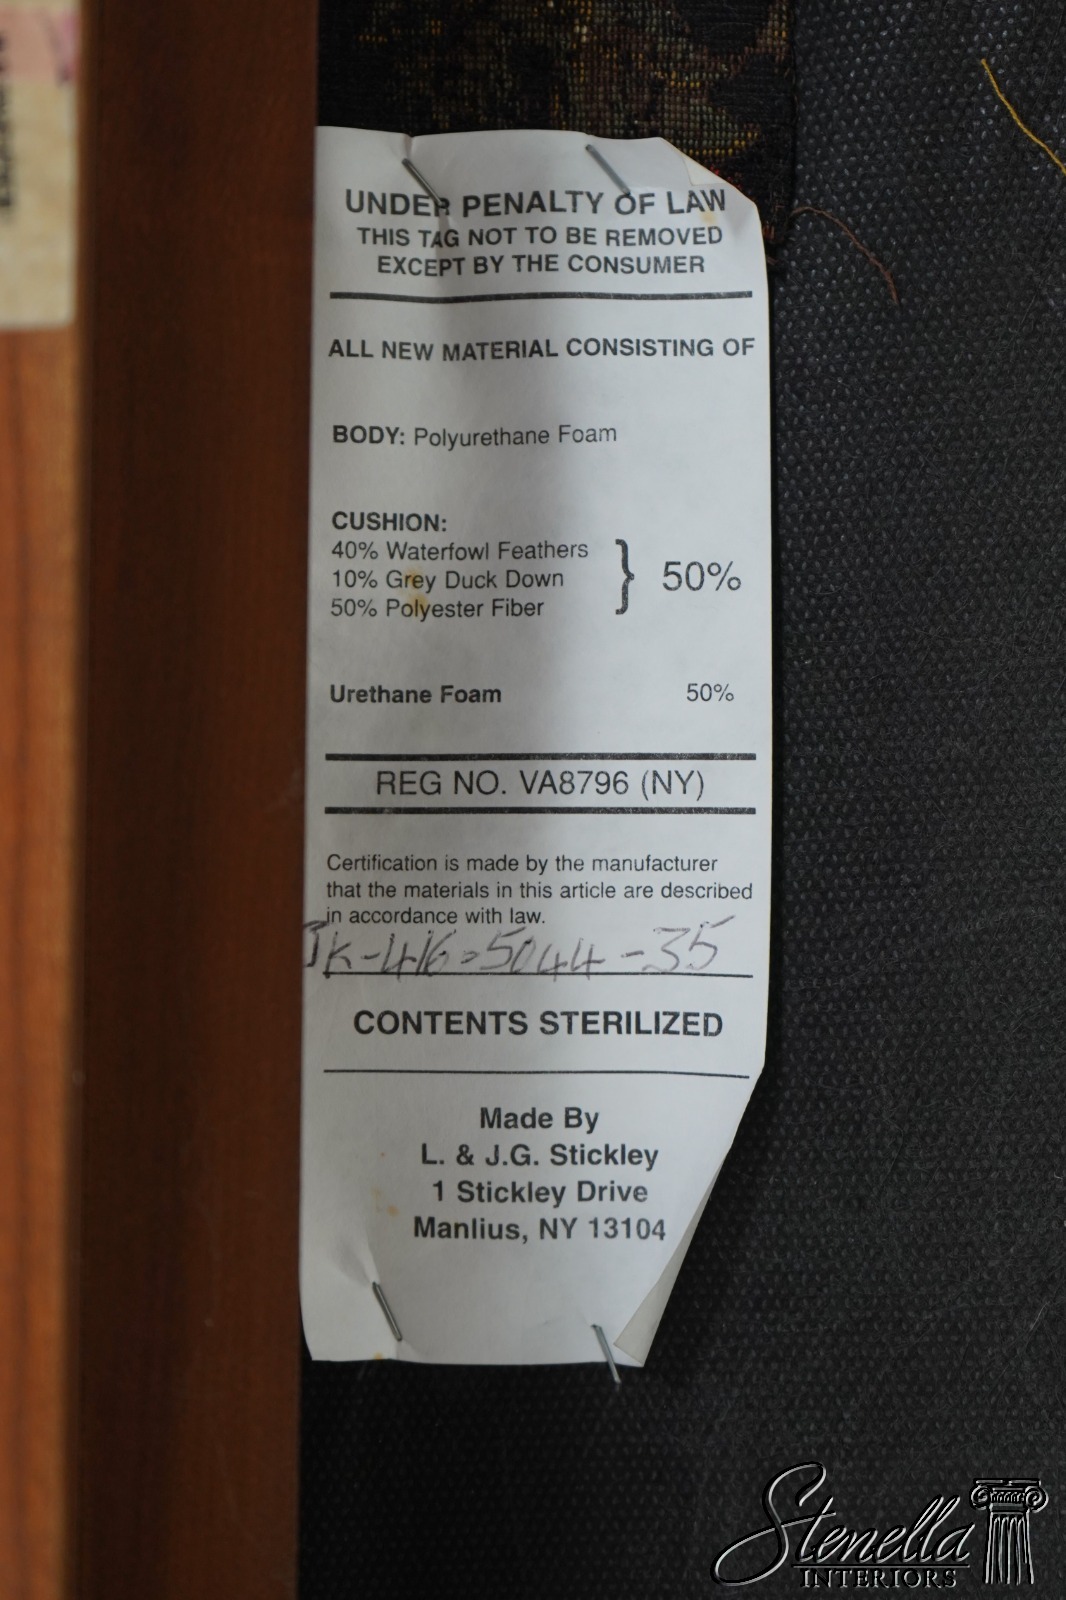 UNDER PENALTY OF LAW
THIS TAG NOT TO BE REMOVED
EXCEPT BY THE CONSUMER
ALL NEW MATERIAL CONSISTING OF
BODY: Polyurethane Foam
CUSHION:
40% Waterfowl Feathers
10% Grey Duck Down } 50%
50% Polyester Fiber
Urethane Foam 50%
REG NO. VA8796 (NY)
Certification is made by the manufacturer
that the materials in this article are described
in accordance with law.
JK-416-5044-35
CONTENTS STERILIZED
Made By
L. & J.G. Stickley
1 Stickley Drive
Manlius, NY 13104
Stenella
INTERIORS